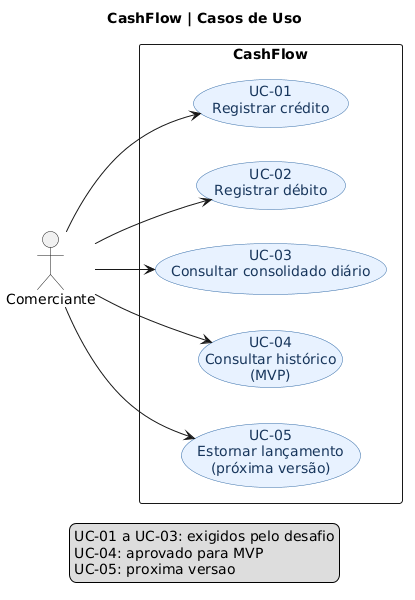 CashFlow | Casos de Uso
CashFlow
UC-01
Registrar crédito
UC-02
Registrar débito
UC-03
Consultar consolidado diário
Comerciante
UC-04
Consultar histórico
(MVP)
UC-05
Estornar lançamento
(próxima versão)
UC-01 a UC-03: exigidos pelo desafio
UC-04: aprovado para MVP
UC-05: proxima versao